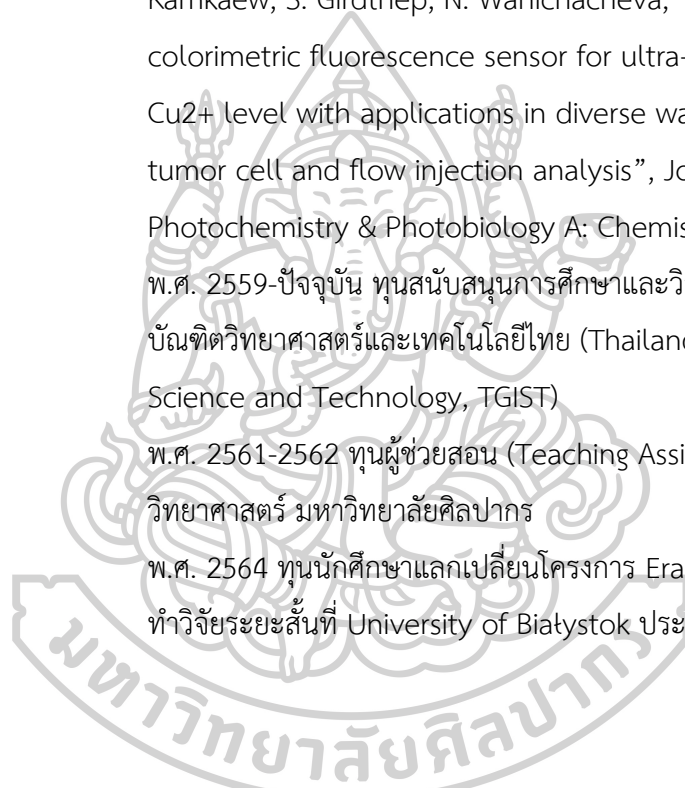 Kamkaew, S. Girdthep, N. Wanichacheva,
colorimetric fluorescence sensor for ultra-
Cu2+ level with applications in diverse wa
tumor cell and flow injection analysis”, Jo
Photochemistry & Photobiology A: Chemis
พ.ศ. 2559-ปัจจุบัน ทุนสนับสนุนการศึกษาและวิ
บัณฑิตวิทยาศาสตร์และเทคโนโลยีไทย (Thailand
Science and Technology, TGIST)
พ.ศ. 2561-2562 ทุนผู้ช่วยสอน (Teaching Assi
วิทยาศาสตร์ มหาวิทยาลัยศิลปากร
พ.ศ. 2564 ทุนนักศึกษาแลกเปลี่ยนโครงการ Era
ทำวิจัยระยะสั้นที่ University of Białystok ประ
มหาวิทยาลัยศิลปากร